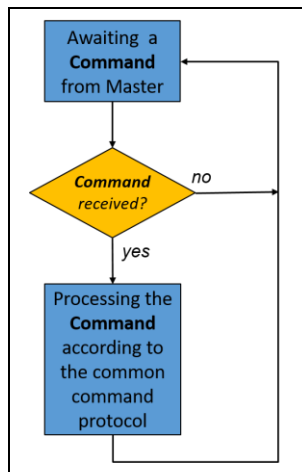 Awaiting a
Command
from Master
Command
received?
no
yes
Processing the
Command
according to
the common
command
protocol